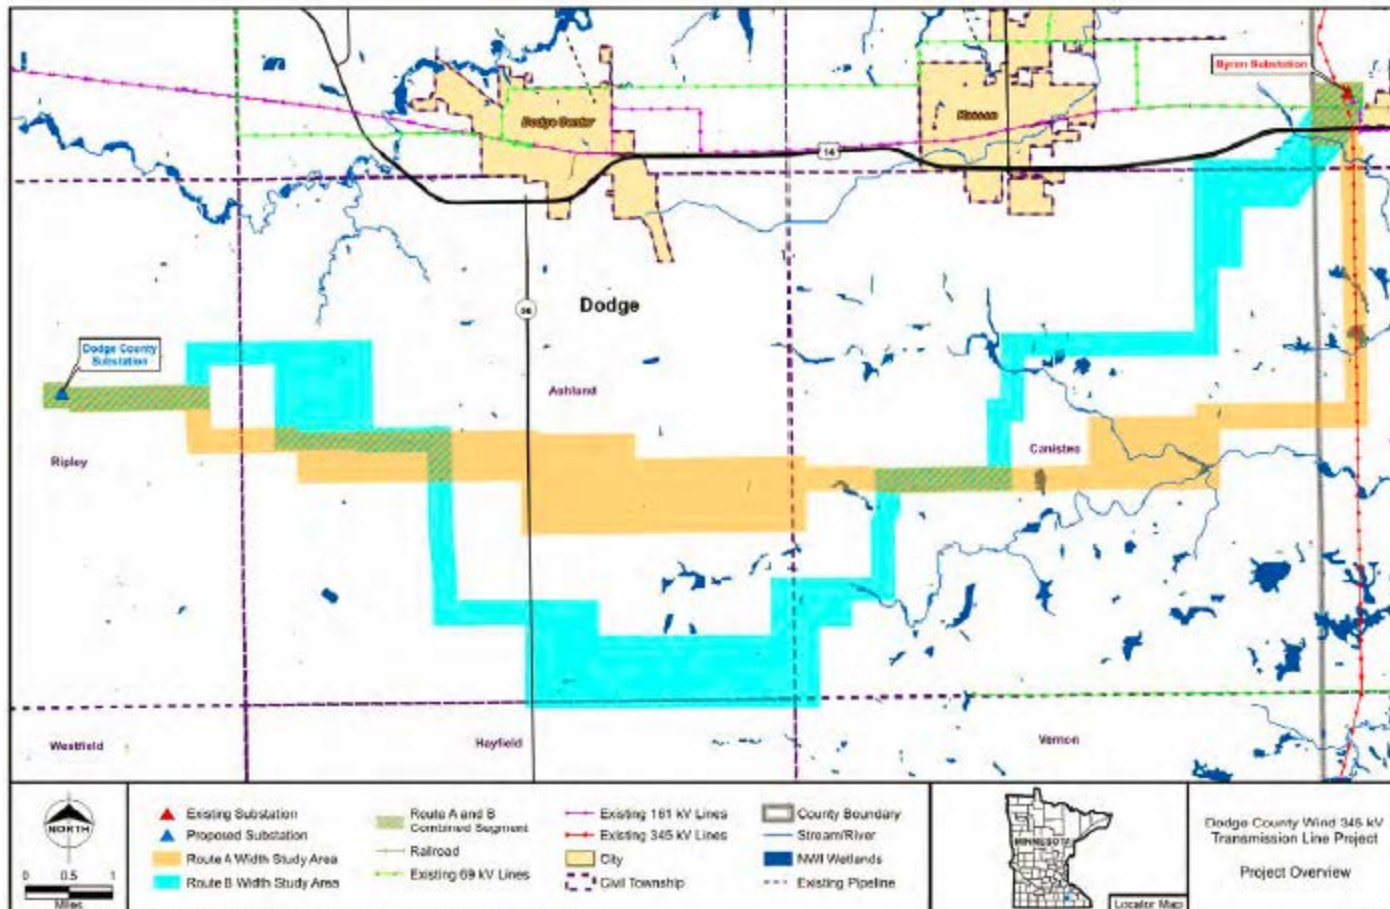 Byron Substation
Dodge Center
Kasson
14
Dodge County
Substation
56
Dodge
Ashland
Ripley
Canisteo
Westfield
Hayfield
Vernon
NORTH
0 0.5 1
Miles
Existing Substation
Proposed Substation
Route A Width Study Area
Route B Width Study Area
Route A and B
Combined Segment
Railroad
Existing 69 kV Lines
Existing 161 kV Lines
Existing 345 kV Lines
City
Civil Township
County Boundary
Stream/River
NWI Wetlands
Existing Pipeline
MINNESOTA
Locator Map
Dodge County Wind 345 kV
Transmission Line Project
Project Overview